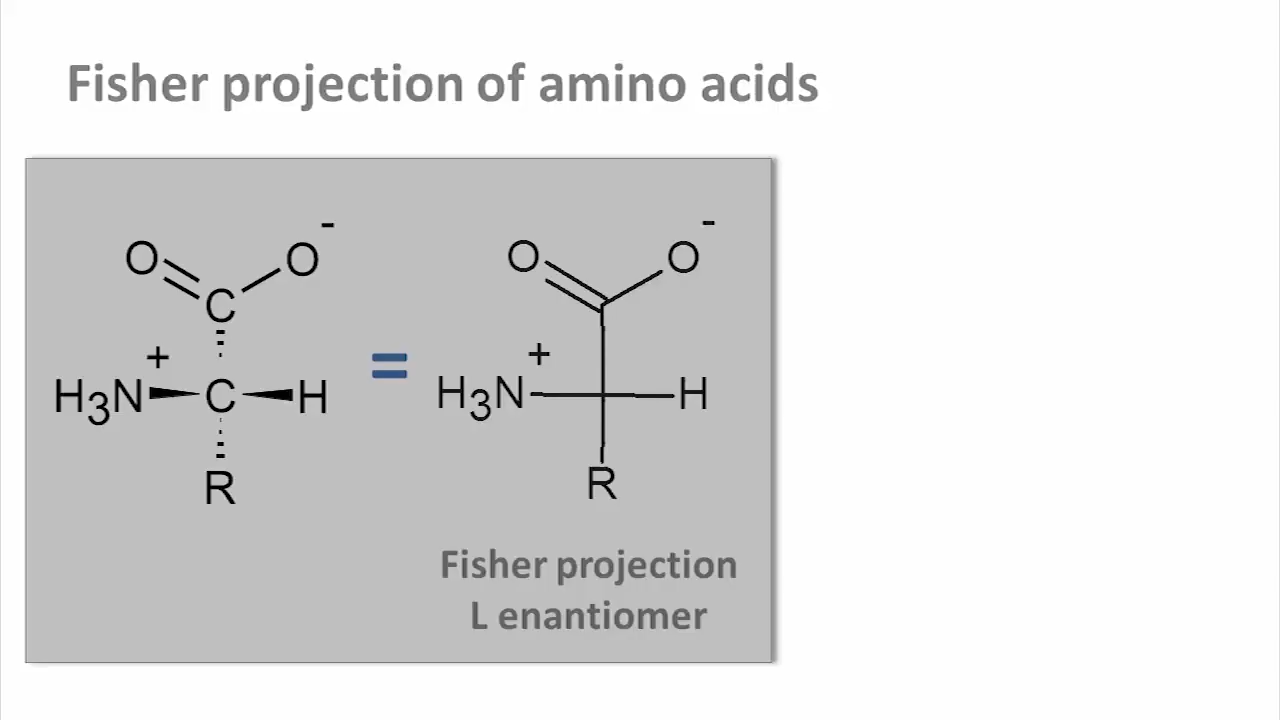 Fisher projection of amino acids
O O - O O -
C
+ = +
H3N C H H3N H
R R
Fisher projection
L enantiomer